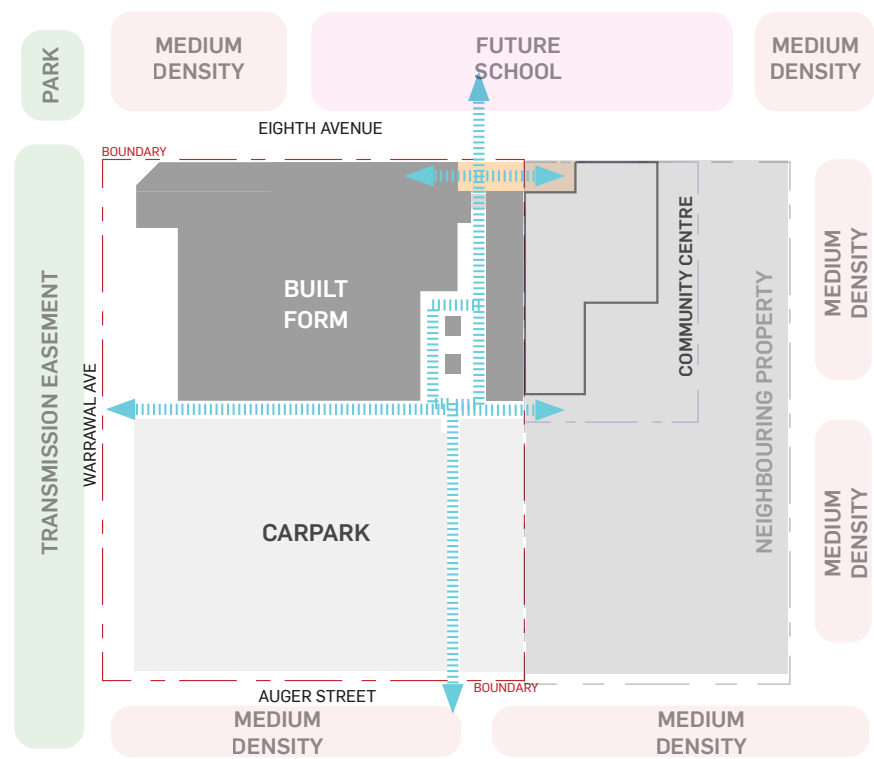 PARK
MEDIUM
DENSITY
FUTURE
SCHOOL
MEDIUM
DENSITY
EIGHTH AVENUE
BOUNDARY
TRANSMISSION EASEMENT
WARRAWAL AVE
BUILT
FORM
COMMUNITY CENTRE
NEIGHBOURING PROPERTY
MEDIUM
DENSITY
CARPARK
MEDIUM
DENSITY
BOUNDARY
AUGER STREET
MEDIUM
DENSITY
MEDIUM
DENSITY